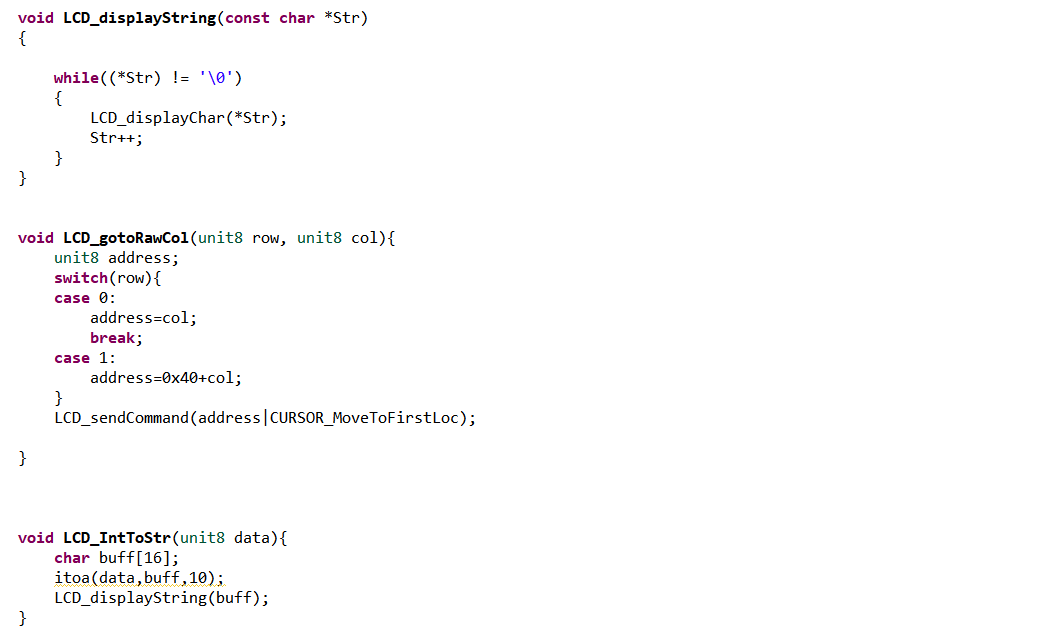 void LCD_displayString(const char *Str)
{
while((*Str) != '\0')
{
LCD_displayChar(*Str);
Str++;
}
}
void LCD_gotoRawCol(unit8 row, unit8 col){
unit8 address;
switch(row){
case 0:
address=col;
break;
case 1:
address=0x40+col;
}
LCD_sendCommand(address|CURSOR_MoveToFirstLoc);
}
void LCD_IntToStr(unit8 data){
char buff[16];
itoa(data,buff,10);
LCD_displayString(buff);
}